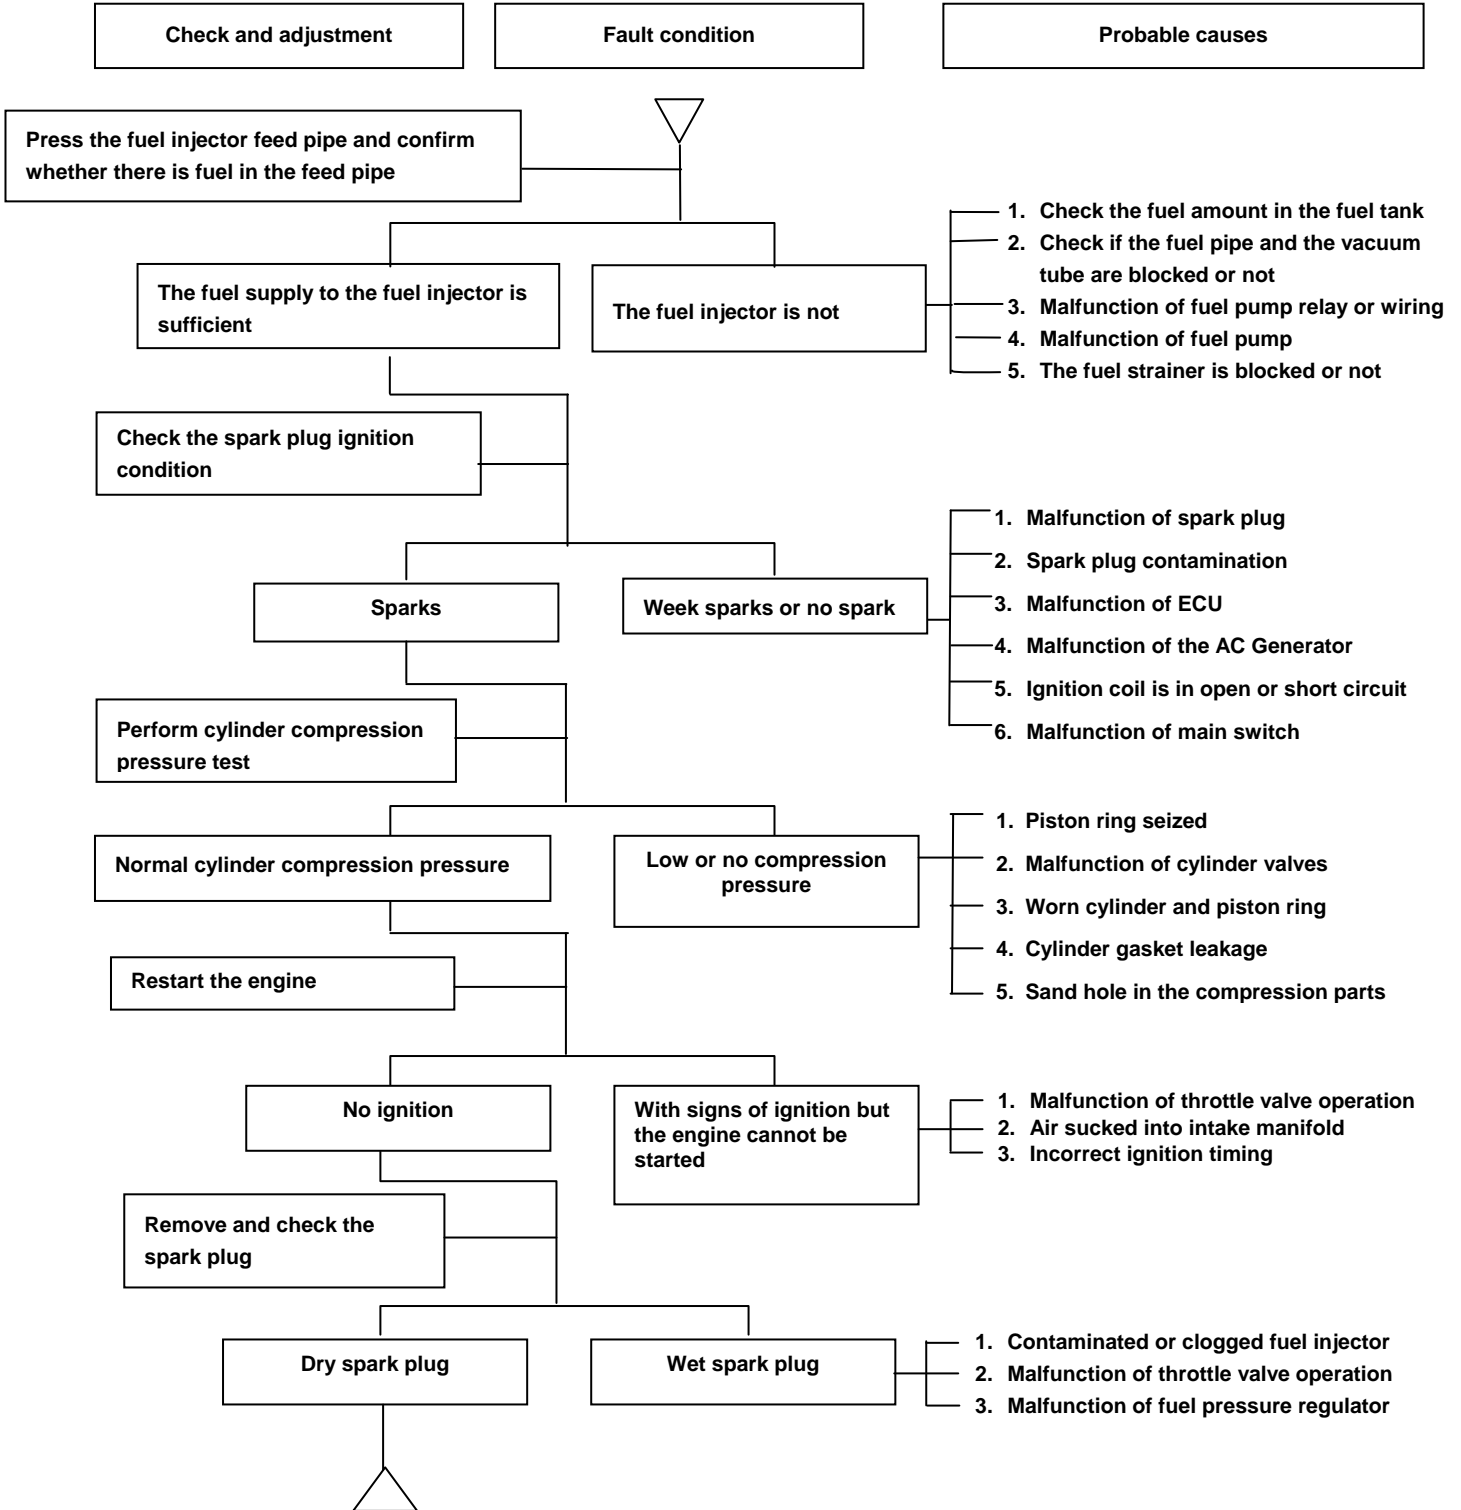 Check and adjustment
Fault condition
Probable causes
Press the fuel injector feed pipe and confirm
whether there is fuel in the feed pipe
The fuel supply to the fuel injector is
sufficient
The fuel injector is not
1. Check the fuel amount in the fuel tank
2. Check if the fuel pipe and the vacuum
tube are blocked or not
3. Malfunction of fuel pump relay or wiring
4. Malfunction of fuel pump
5. The fuel strainer is blocked or not
Check the spark plug ignition
condition
Sparks
Week sparks or no spark
1. Malfunction of spark plug
2. Spark plug contamination
3. Malfunction of ECU
4. Malfunction of the AC Generator
5. Ignition coil is in open or short circuit
6. Malfunction of main switch
Perform cylinder compression
pressure test
Normal cylinder compression pressure
Low or no compression
pressure
1. Piston ring seized
2. Malfunction of cylinder valves
3. Worn cylinder and piston ring
4. Cylinder gasket leakage
5. Sand hole in the compression parts
Restart the engine
No ignition
With signs of ignition but
the engine cannot be
started
1. Malfunction of throttle valve operation
2. Air sucked into intake manifold
3. Incorrect ignition timing
Remove and check the
spark plug
Dry spark plug
Wet spark plug
1. Contaminated or clogged fuel injector
2. Malfunction of throttle valve operation
3. Malfunction of fuel pressure regulator